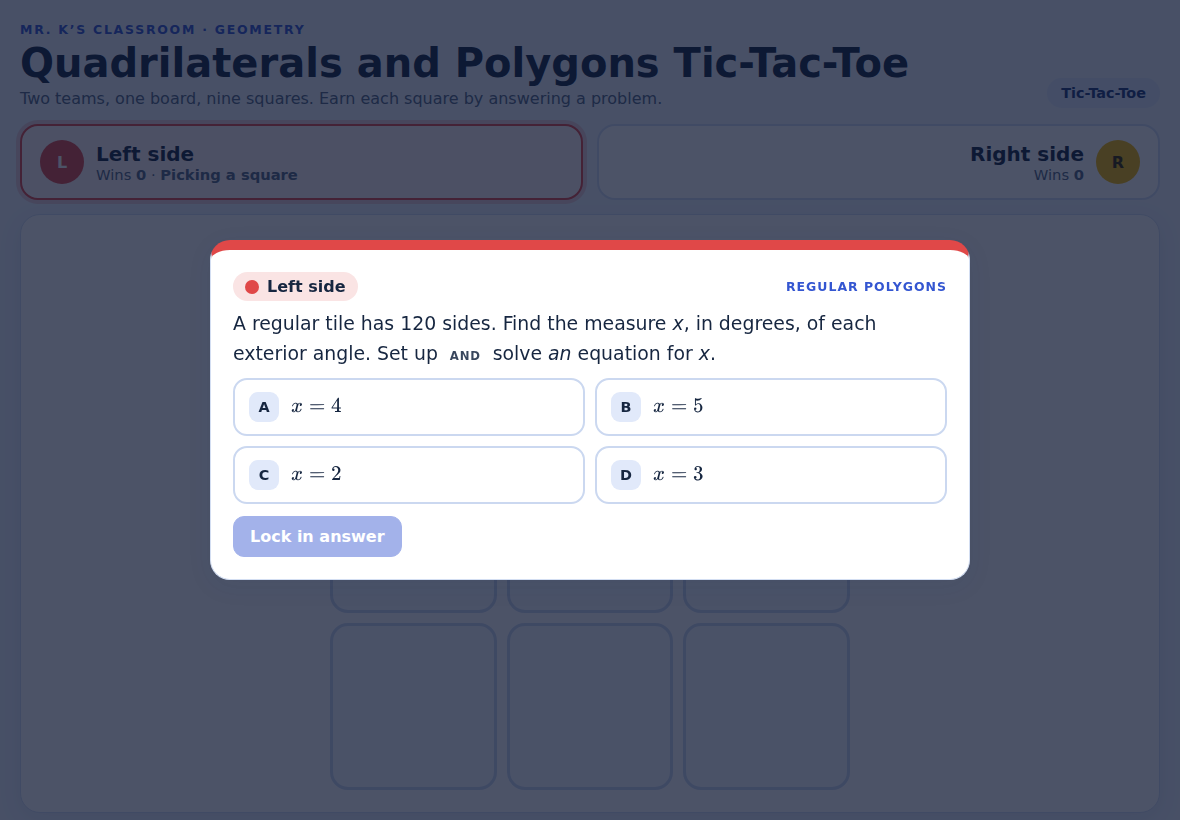 MR. K'S CLASSROOM · GEOMETRY
Quadrilaterals and Polygons Tic-Tac-Toe
Two teams, one board, nine squares. Earn each square by answering a problem.
Tic-Tac-Toe
L
Left side
Wins 0 · Picking a square
Right side
Wins 0
R
Left side
REGULAR POLYGONS
A regular tile has 120 sides. Find the measure x, in degrees, of each
exterior angle. Set up AND solve an equation for x.
A x = 4
B x = 5
C x = 2
D x = 3
Lock in answer